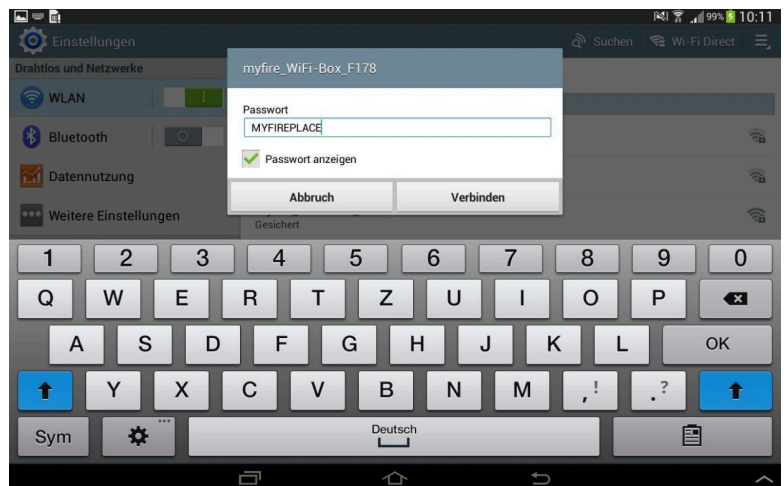 99% 10:11
Einstellungen
Suchen
Wi-Fi Direct
Drahtlos und Netzwerke
myfire_WiFi-Box_F178
WLAN
Passwort
MYFIREPLACE
Bluetooth
Passwort anzeigen
Datennutzung
Abbruch
Verbinden
Weitere Einstellungen
Gesichert
1 2 3 4 5 6 7 8 9 0
Q W E R T Z U I O P
A S D F G H J K L OK
Y X C V B N M , ! . ?
Sym
Deutsch